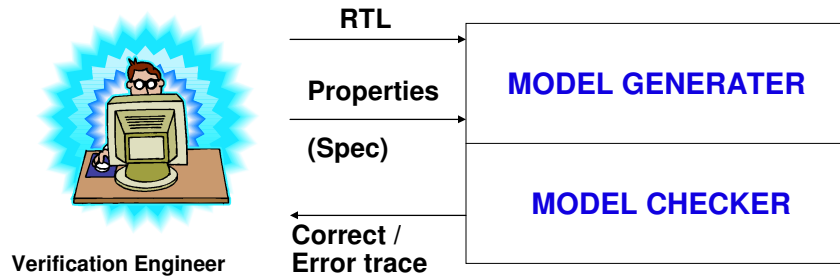 RTL
Properties
(Spec)
MODEL GENERATER
MODEL CHECKER
Correct /
Error trace
Verification Engineer